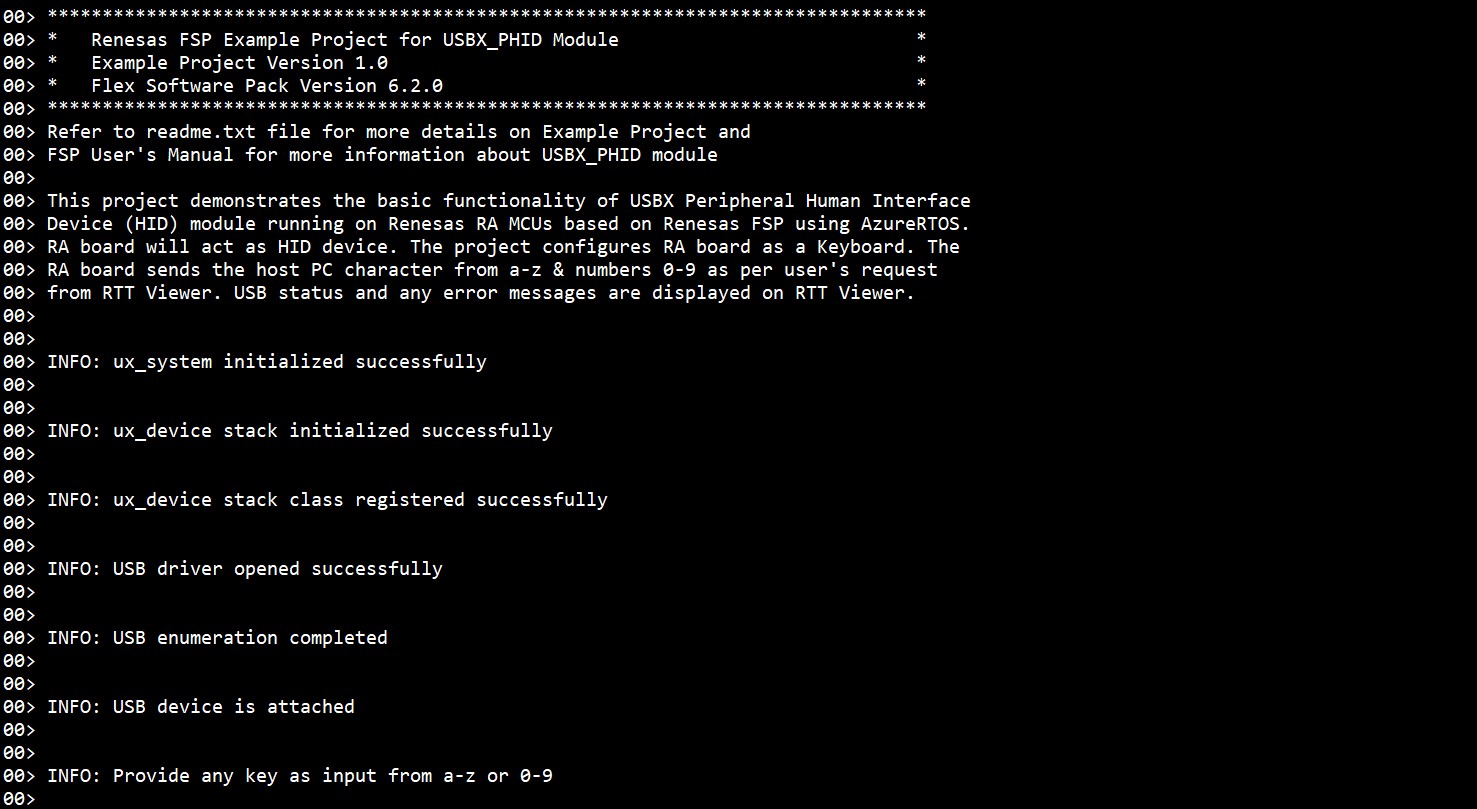 00> ********************************************************************************
00> *   Renesas FSP Example Project for USBX_PHID Module                           *
00> *   Example Project Version 1.0                                                *
00> *   Flex Software Pack Version 6.2.0                                           *
00> ********************************************************************************
00> Refer to readme.txt file for more details on Example Project and
00> FSP User's Manual for more information about USBX_PHID module
00>
00> This project demonstrates the basic functionality of USBX Peripheral Human Interface
00> Device (HID) module running on Renesas RA MCUs based on Renesas FSP using AzureRTOS.
00> RA board will act as HID device. The project configures RA board as a Keyboard. The
00> RA board sends the host PC character from a-z & numbers 0-9 as per user's request
00> from RTT Viewer. USB status and any error messages are displayed on RTT Viewer.
00>
00>
00> INFO: ux_system initialized successfully
00>
00>
00> INFO: ux_device stack initialized successfully
00>
00>
00> INFO: ux_device stack class registered successfully
00>
00>
00> INFO: USB driver opened successfully
00>
00>
00> INFO: USB enumeration completed
00>
00>
00> INFO: USB device is attached
00>
00>
00> INFO: Provide any key as input from a-z or 0-9
00>